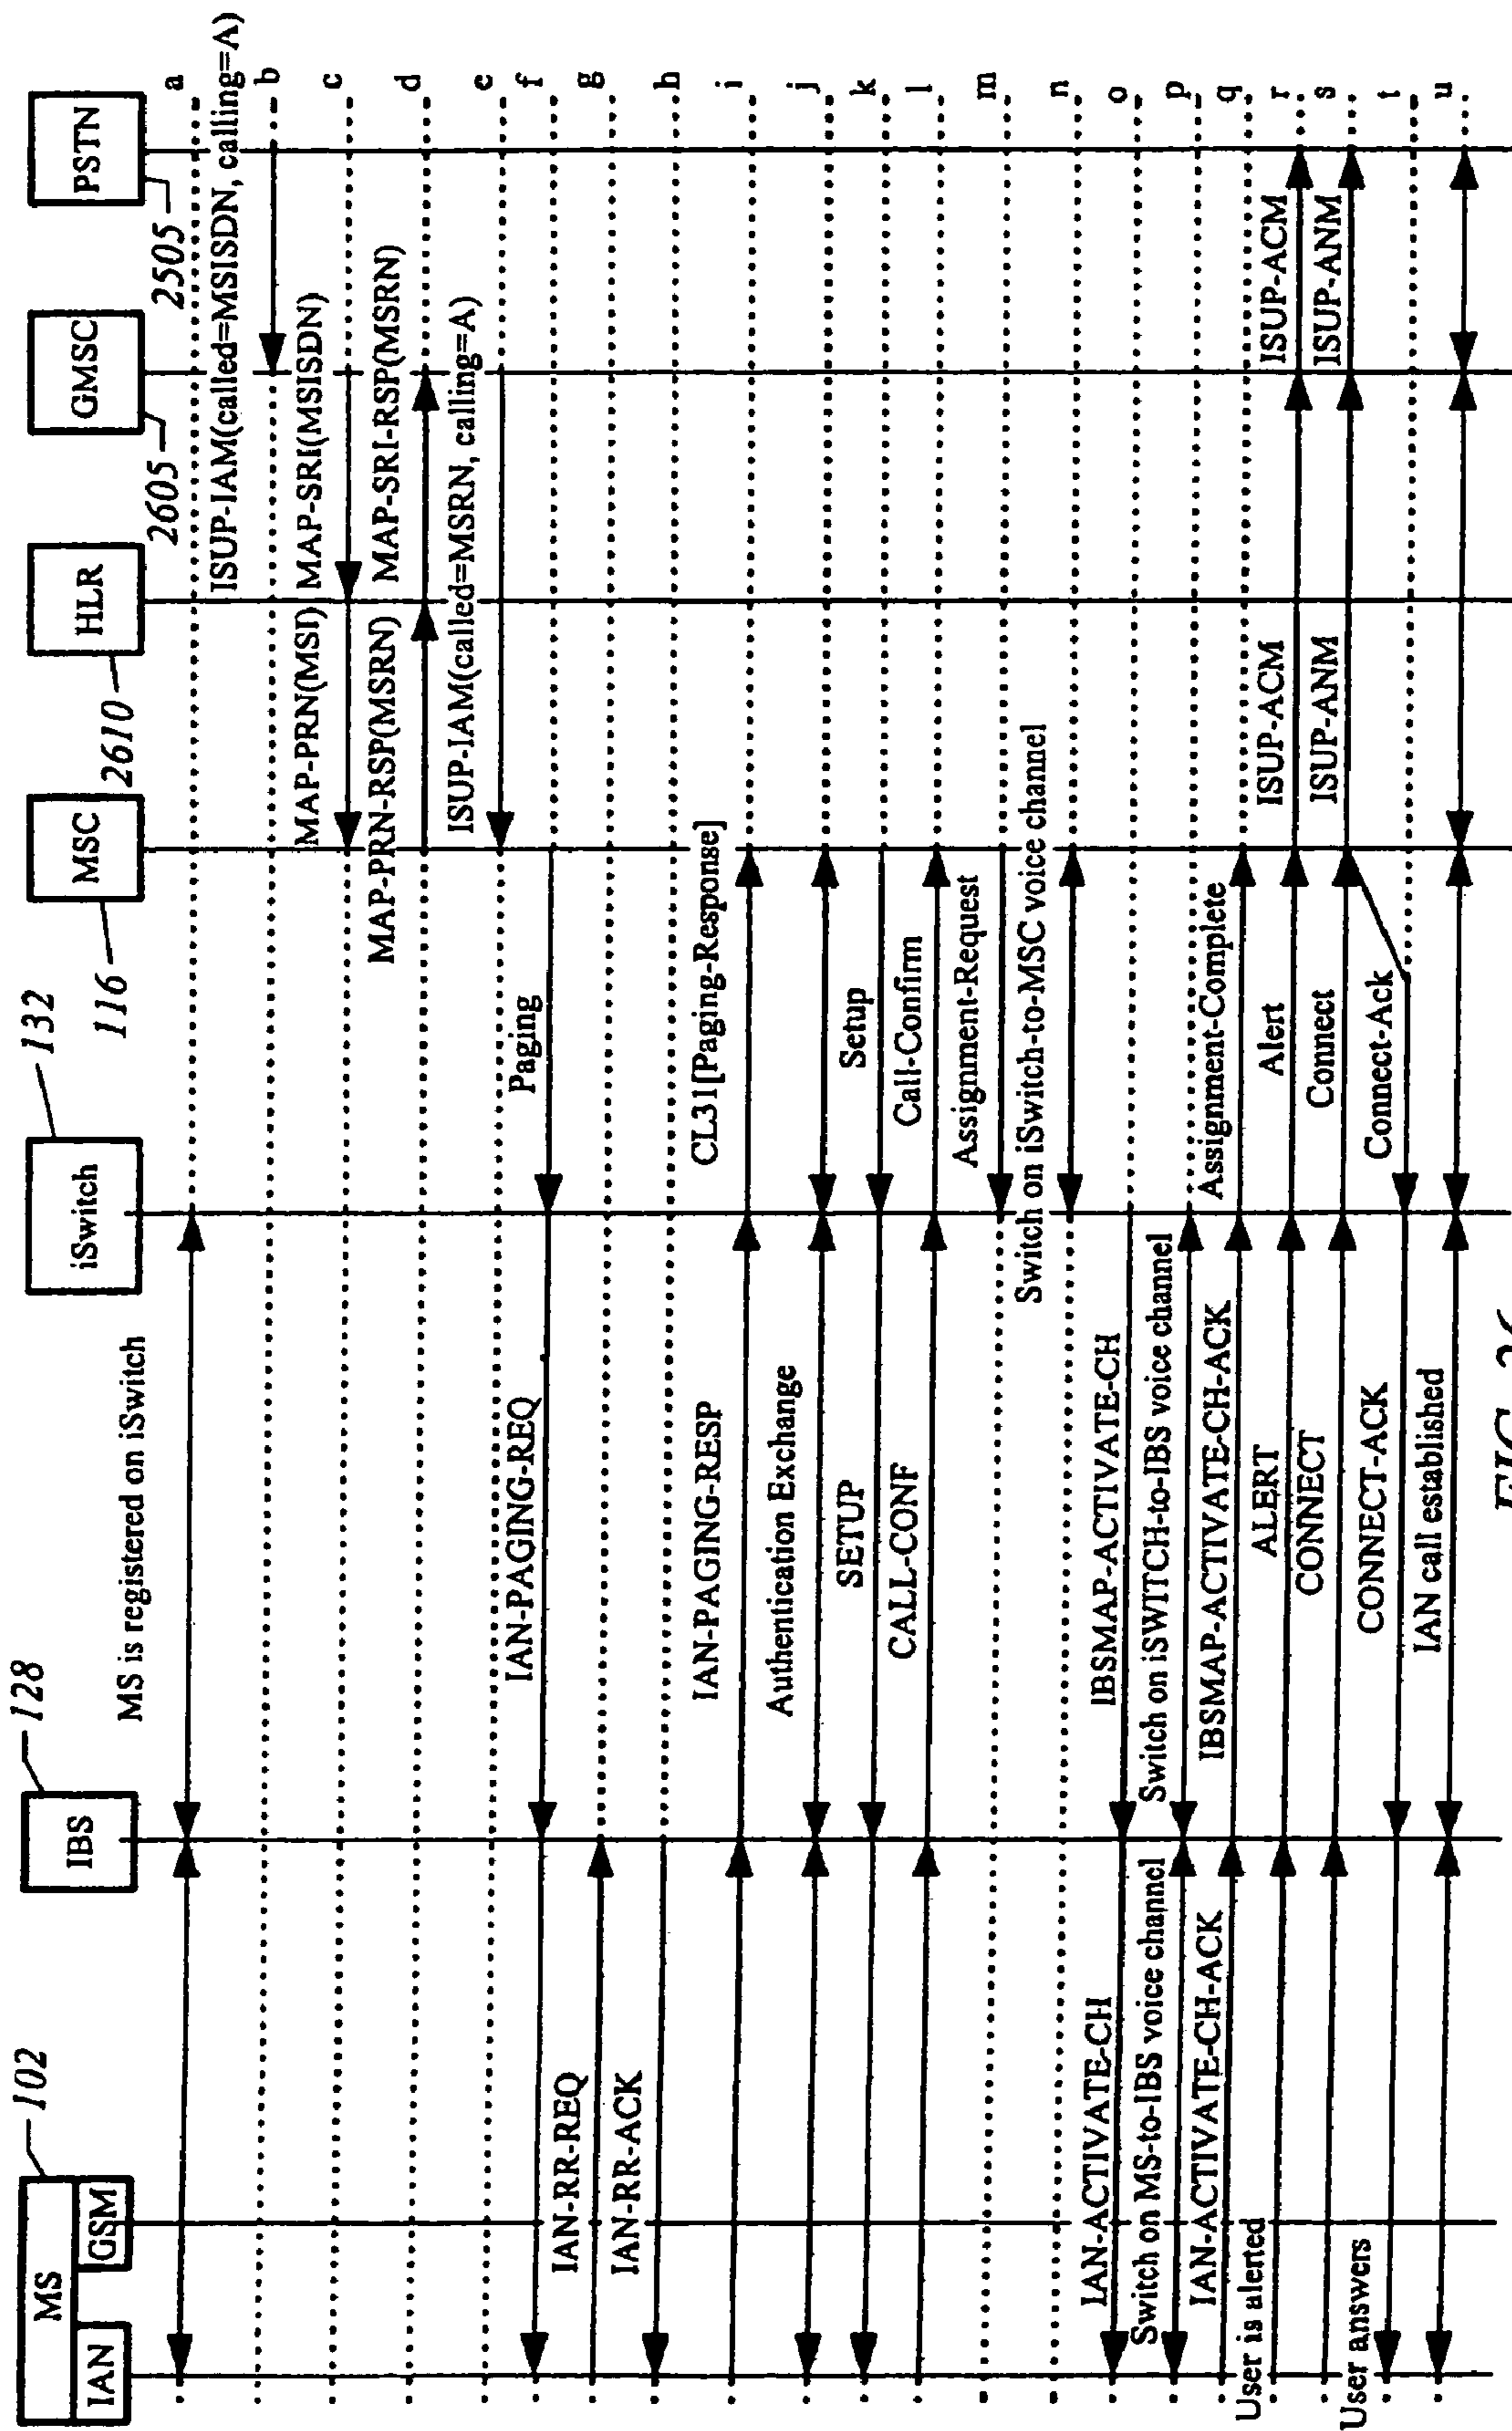 MS
IAN
GSM
102
IBS
128
iSwitch
132
MSC
116
HLR
2610
GMSC
2605
PSTN
2505
a
MS is registered on iSwitch
ISUP-IAM(called=MSISDN, calling=A)
b
MAP-PRN(MSI)
MAP-SRI(MSISDN)
c
MAP-PRN-RSP(MSRN)
MAP-SRI-RSP(MSRN)
d
ISUP-IAM(called=MSRN, calling=A)
e
IAN-PAGING-REQ
Paging
f
IAN-RR-REQ
g
IAN-RR-ACK
h
IAN-PAGING-RESP
CL31[Paging-Response]
i
Authentication Exchange
j
SETUP
Setup
k
CALL-CONF
Call-Confirm
l
Assignment-Request
m
Switch on iSwitch-to-MSC voice channel
n
IAN-ACTIVATE-CH
IBSMAP-ACTIVATE-CH
o
Switch on MS-to-IBS voice channel
Switch on iSWITCH-to-IBS voice channel
p
IAN-ACTIVATE-CH-ACK
IBSMAP-ACTIVATE-CH-ACK
Assignment-Complete
q
User is alerted
ALERT
Alert
ISUP-ACM
ISUP-ACM
r
CONNECT
Connect
ISUP-ANM
ISUP-ANM
s
User answers
CONNECT-ACK
Connect-Ack
t
IAN call established
u